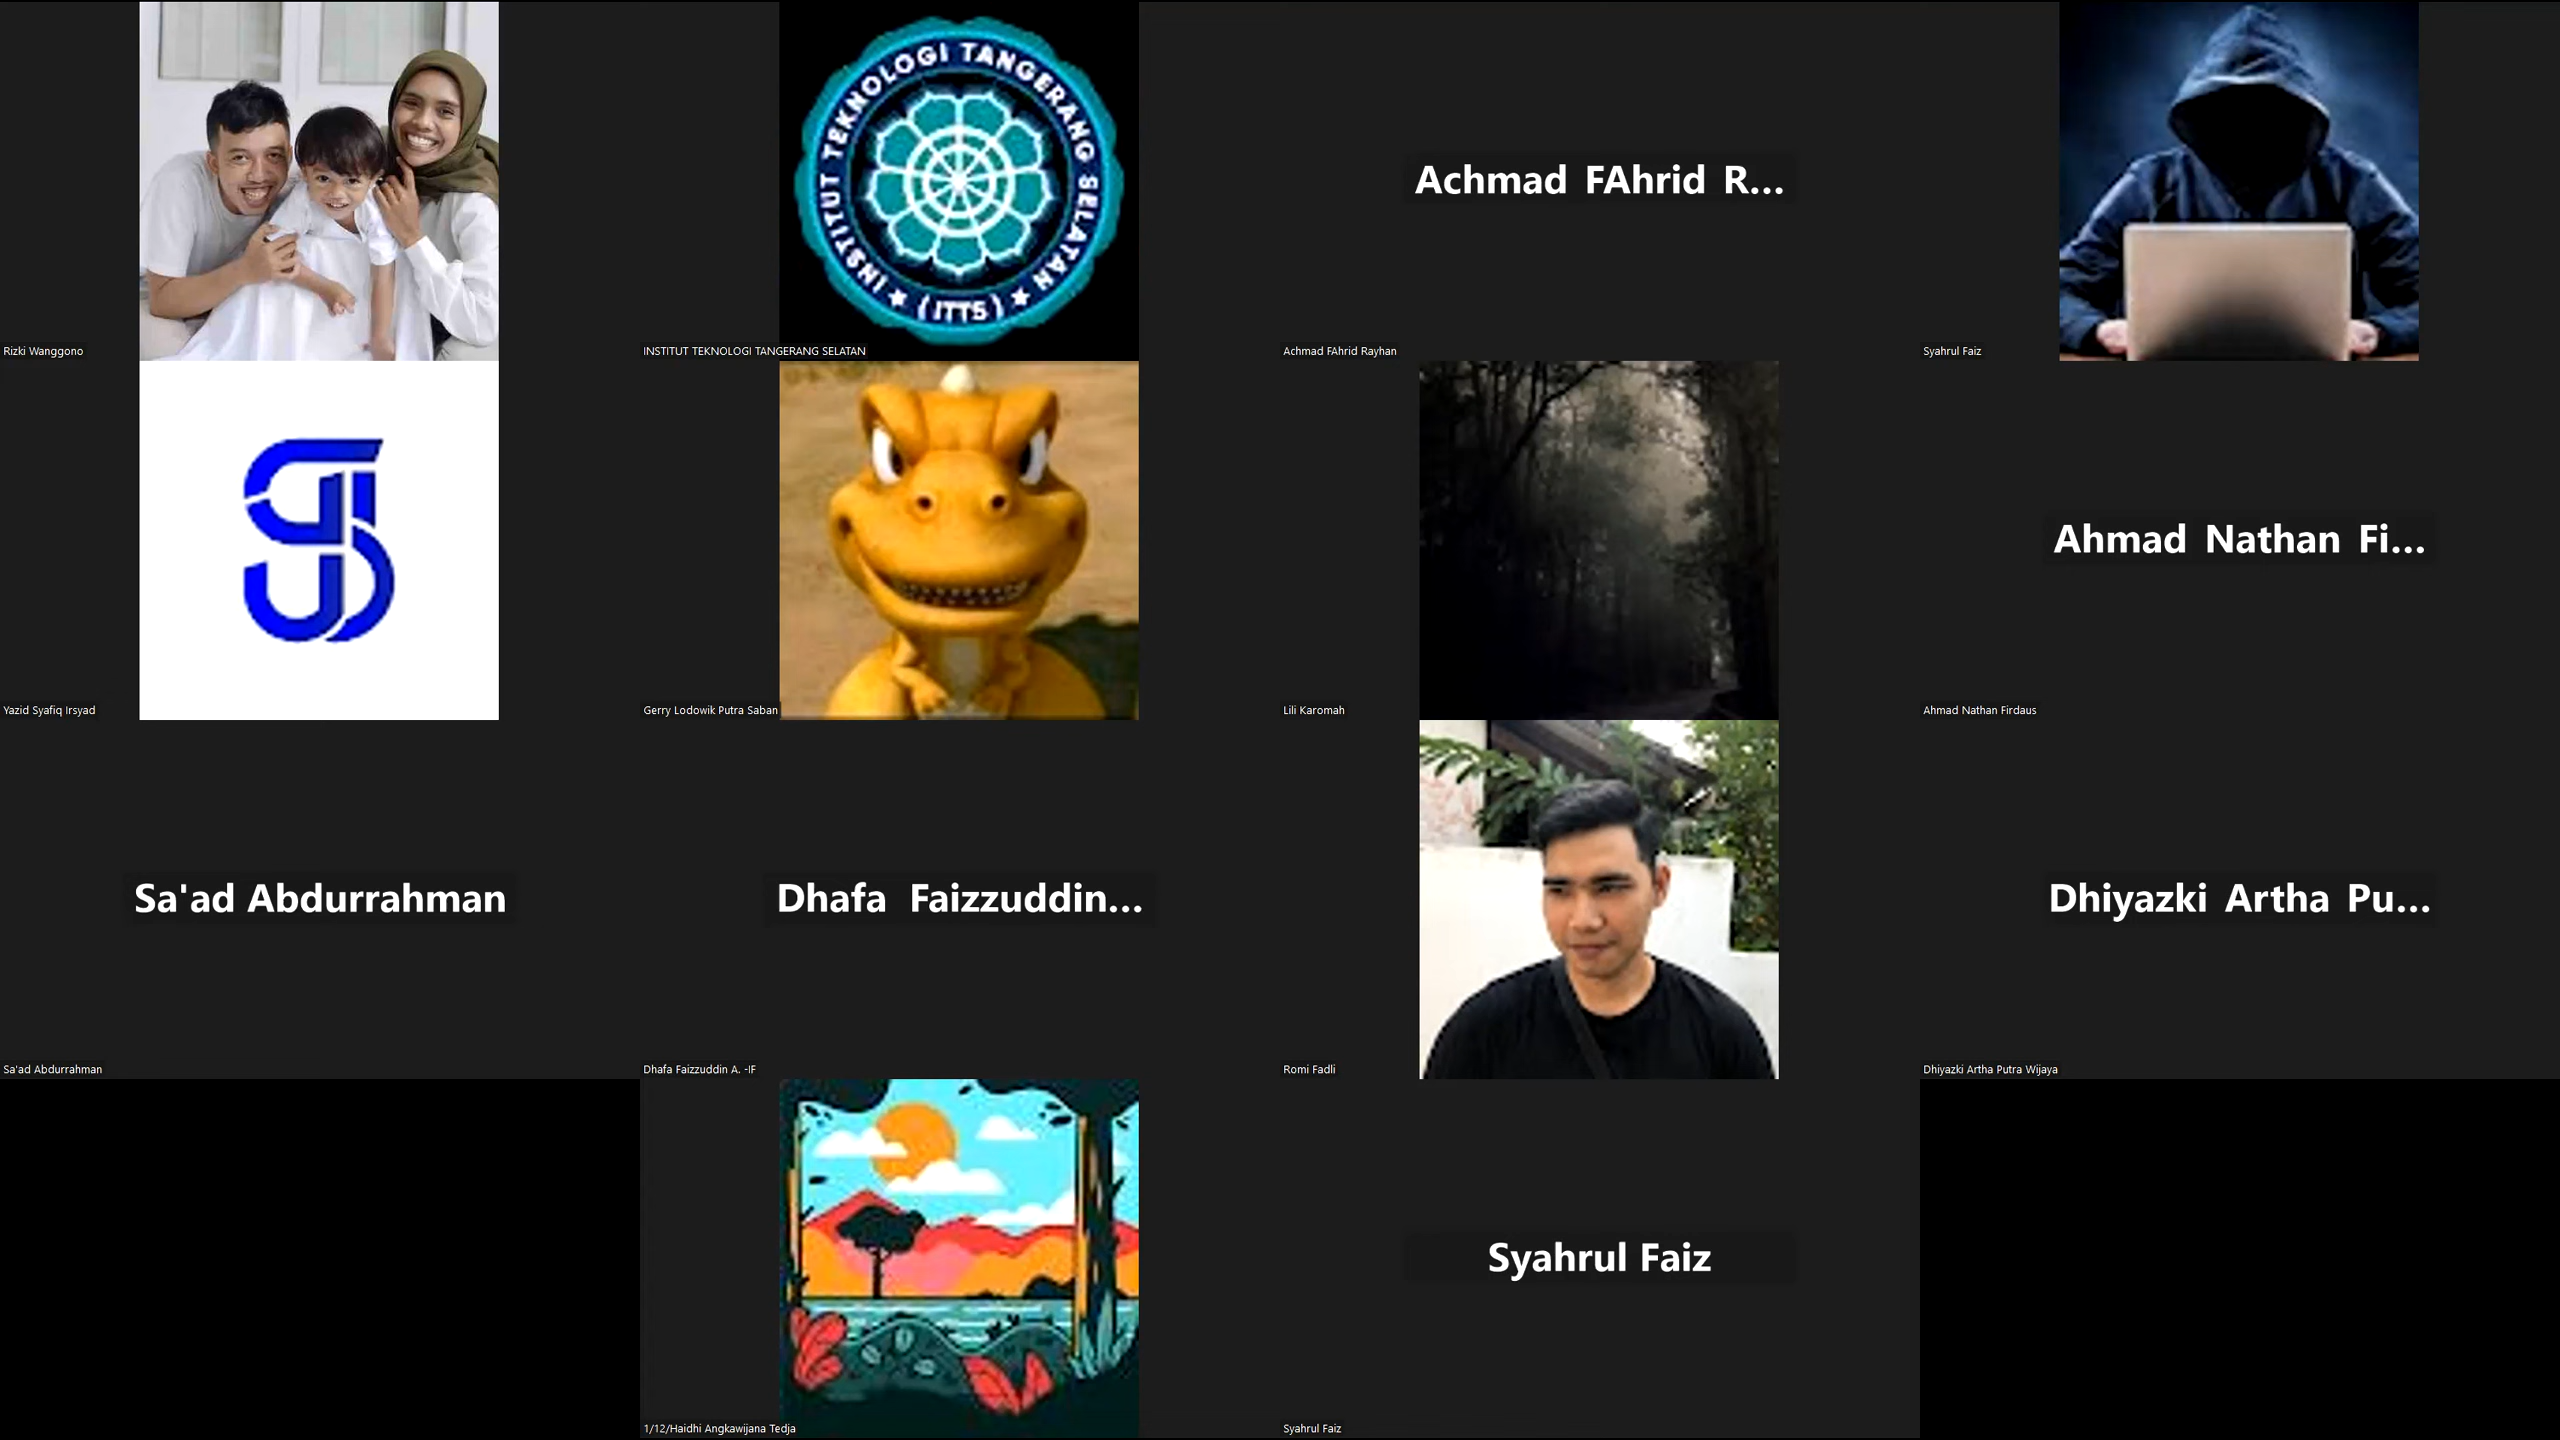 INSTITUT TEKNOLOGI TANGERANG SELATAN
(ITTS)
Achmad FAhrid R...
Rizki Wanggono
INSTITUT TEKNOLOGI TANGERANG SELATAN
Achmad FAhrid Rayhan
Syahrul Faiz
Ahmad Nathan Fi...
Yazid Syafiq Irsyad
Gerry Lodowik Putra Saban
Lili Karomah
Ahmad Nathan Firdaus
Sa'ad Abdurrahman
Dhafa Faizzuddin...
Dhiyazki Artha Pu...
Sa'ad Abdurrahman
Dhafa Faizzuddin A. -IF
Romi Fadli
Dhiyazki Artha Putra Wijaya
Syahrul Faiz
1/12/Haidhi Angkawijana Tedja
Syahrul Faiz